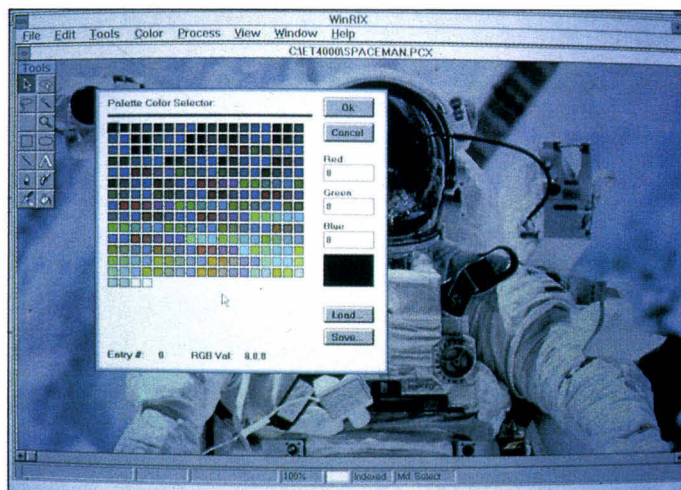 WinRIX
File Edit Tools Color Process View Window Help
C:\ET4000\SPACEMAN.PCX
Tools
Palette Color Selector:
Ok
Cancel
Red
0
Green
0
Blue
0
Load...
Save...
Entry #: 0 RGB Val: 0,0,0
100% Indexed Md. Select